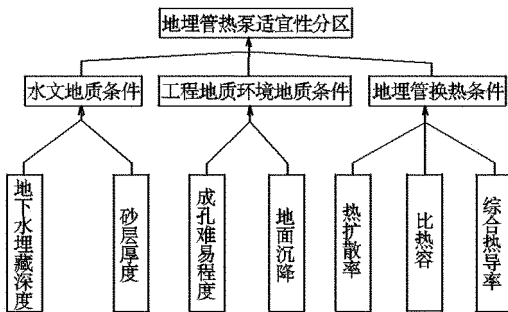 地埋管热泵适宜性分区
水文地质条件
工程地质环境地质条件
地埋管换热条件
地下水埋藏深度
砂层厚度
成孔难易程度
地面沉降
热扩散率
比热容
综合热导率